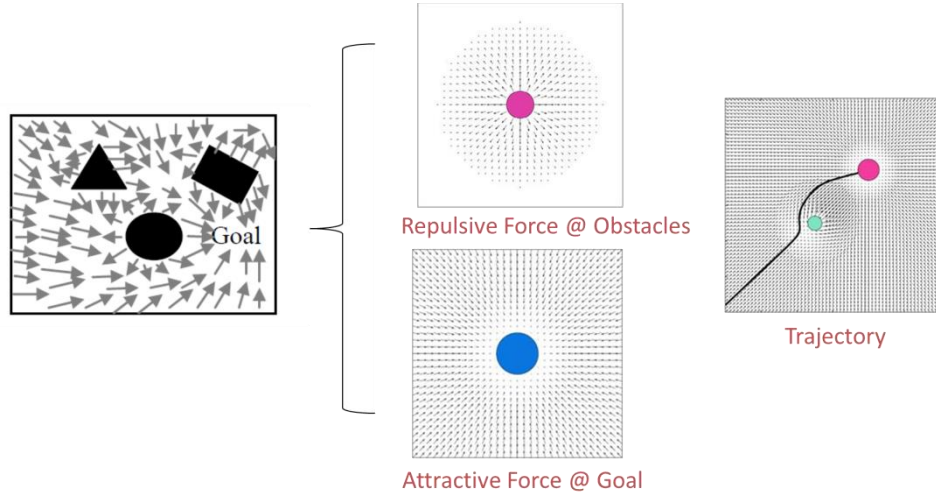 Goal
Repulsive Force @ Obstacles
Attractive Force @ Goal
Trajectory